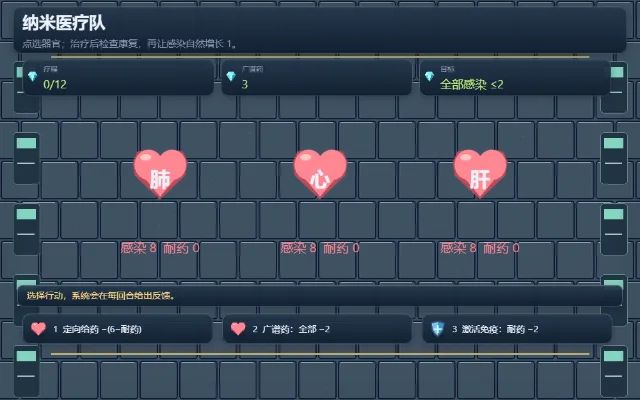 纳米医疗队
点选器官；治疗后检查康复，再让感染自然增长 1。
疗程
0/12
广谱药
3
目标
全部感染 ≤2
肺
心
肝
感染 8 耐药 0
感染 8 耐药 0
感染 8 耐药 0
选择行动，系统会在每回合给出反馈。
1 定向给药 −(6−耐药)
2 广谱药：全部 −2
3 激活免疫：耐药 −2